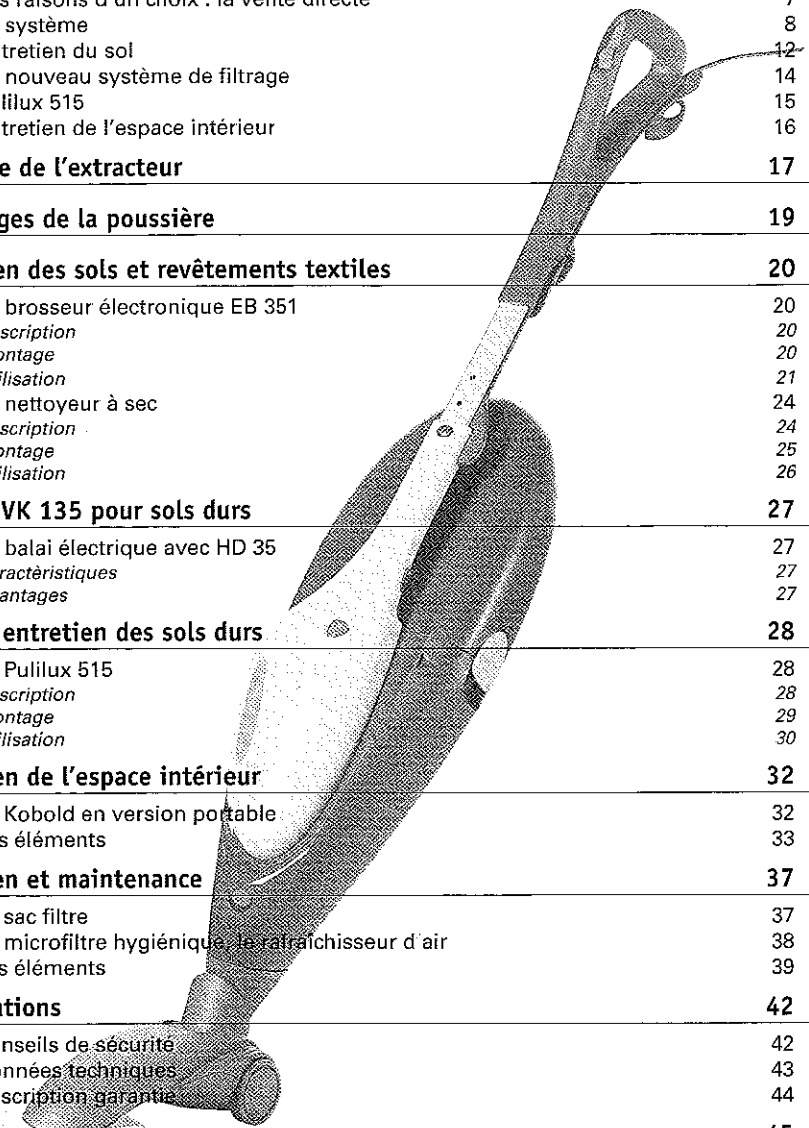 s raisons d'un choix : la vente directe 7
système 8
tretien du sol 12
nouveau système de filtrage 14
lilux 515 15
tretien de l'espace intérieur 16
e de l'extracteur 17
ges de la poussière 19
en des sols et revêtements textiles 20
brosseur électronique EB 351 20
scription 20
ontage 20
ilisation 21
nettoyeur à sec 24
scription 24
ontage 25
ilisation 26
VK 135 pour sols durs 27
balai électrique avec HD 35 27
ractèristiques 27
antages 27
entretien des sols durs 28
Pulilux 515 28
scription 28
ontage 29
ilisation 30
en de l'espace intérieur 32
Kobold en version portable 32
s éléments 33
en et maintenance 37
sac filtre 37
microfiltre hygiénique, le rafraîchisseur d'air 38
s éléments 39
ations 42
nseils de sécurité 42
onnées techniques 43
scription garantie 44